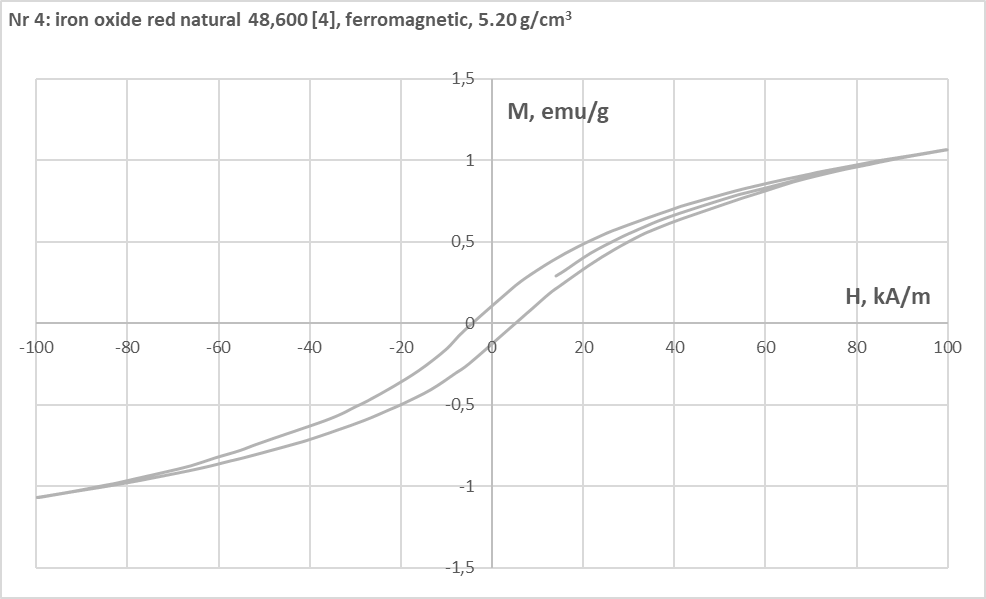 Nr 4: iron oxide red natural 48,600 [4], ferromagnetic, 5.20 g/cm³
1,5
M, emu/g
1
0,5
H, kA/m
0
-100 -80 -60 -40 -20 0 20 40 60 80 100
-0,5
-1
-1,5